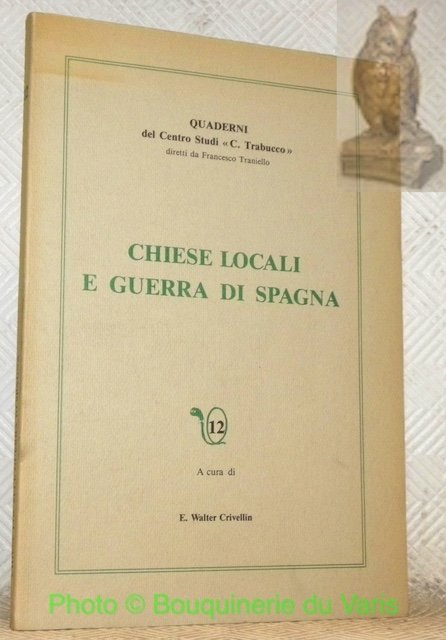 QUADERNI
del Centro Studi « C. Trabucco »
diretti da Francesco Traniello
CHIESE LOCALI
E GUERRA DI SPAGNA
12
A cura di
E. Walter Crivellin
Photo © Bouquinerie du Varis